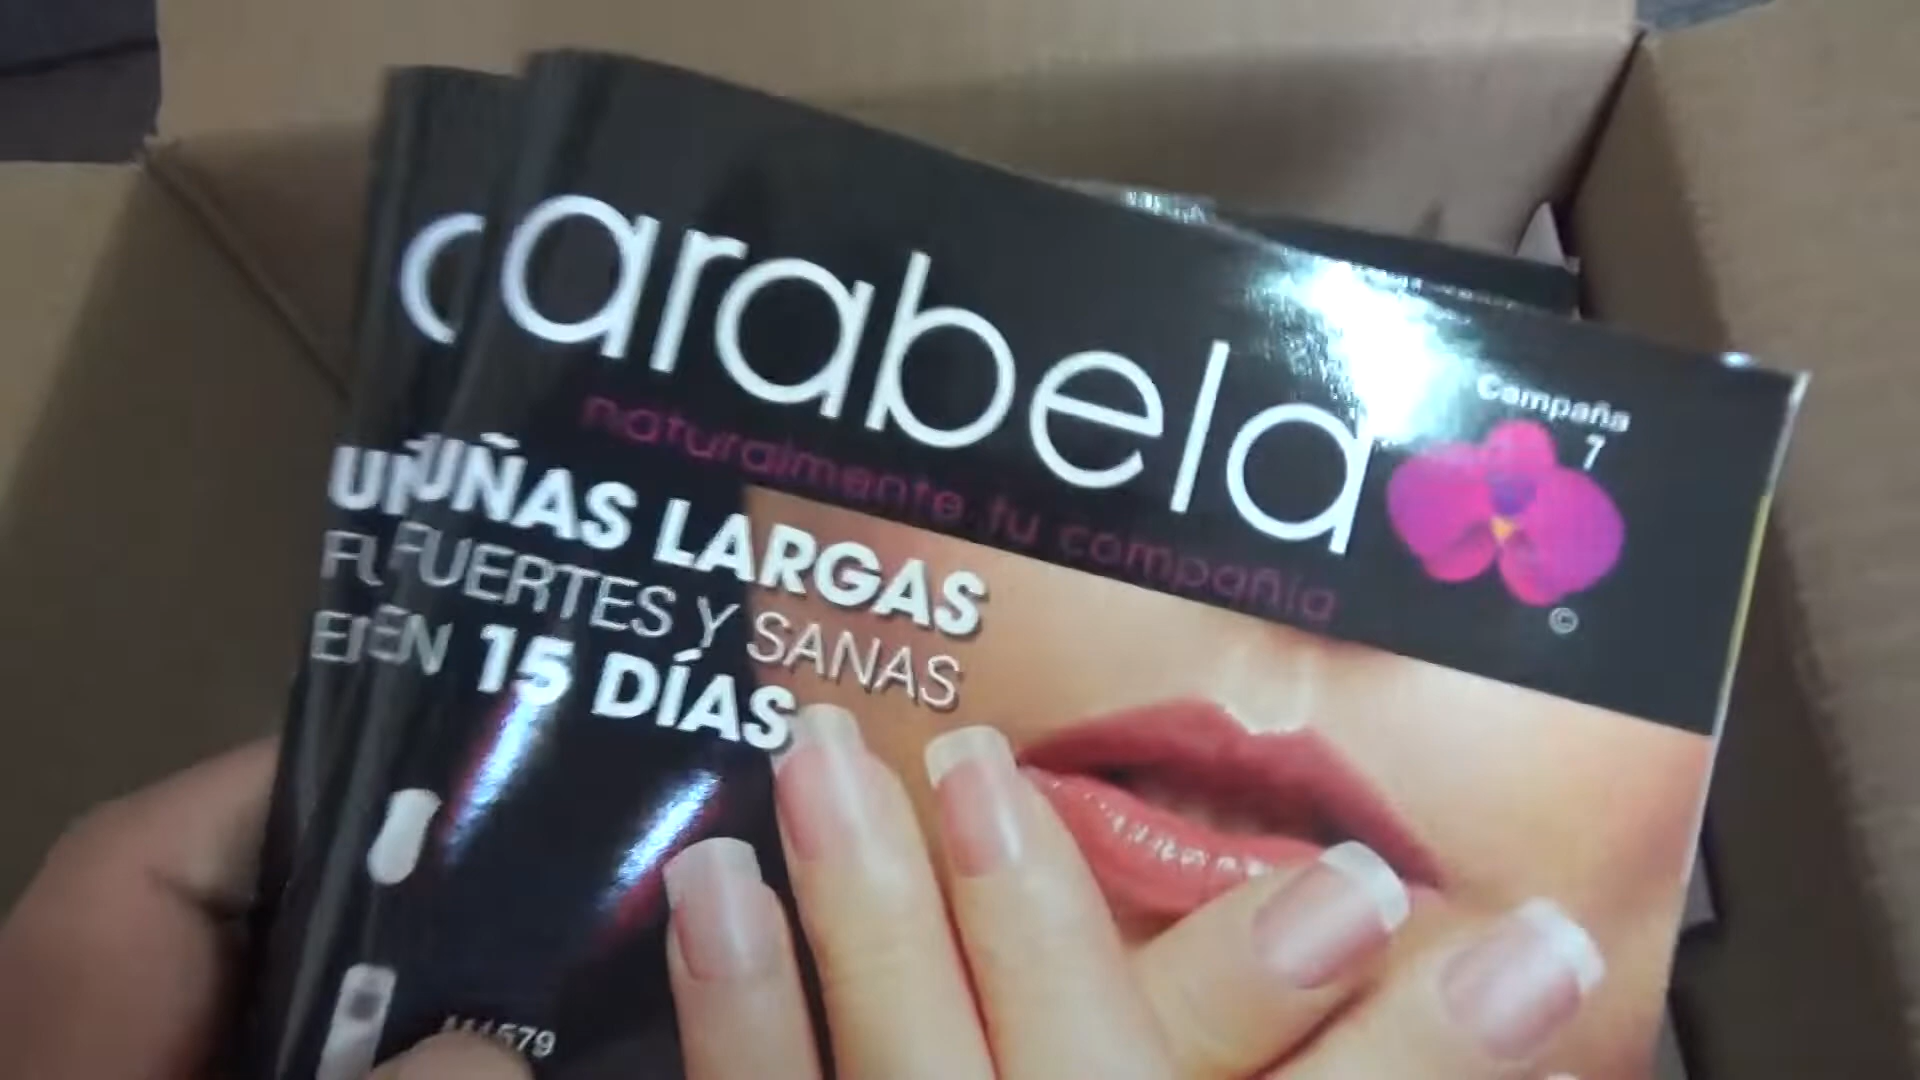 arabela
naturalmente tu compañía
Campaña
7
©
UÑAS LARGAS
FUERTES Y SANAS
EN 15 DÍAS